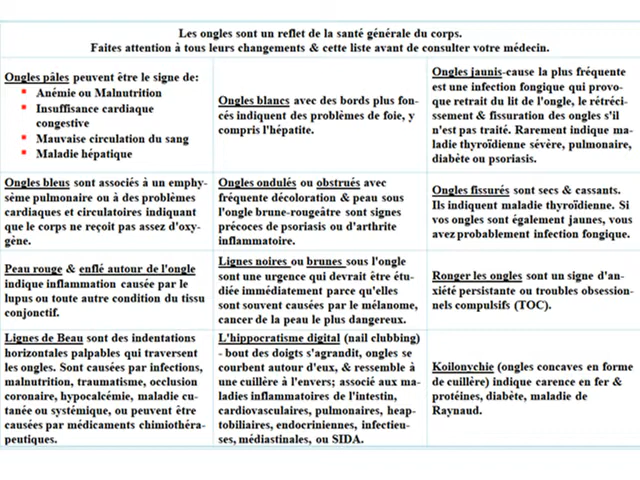 Les ongles sont un reflet de la santé générale du corps.
Faites attention à tous leurs changements & cette liste avant de consulter votre médecin.
Ongles pâles peuvent être le signe de:
Anémie ou Malnutrition
Insuffisance cardiaque
congestive
Mauvaise circulation du sang
Maladie hépatique
Ongles blancs avec des bords plus fon-
cés indiquent des problèmes de foie, y
compris l'hépatite.
Ongles jaunis-cause la plus fréquente
est une infection fongique qui provo-
que retrait du lit de l'ongle, le rétréci-
ssement & fissuration des ongles s'il
n'est pas traité. Rarement indique ma-
ladie thyroïdienne sévère, pulmonaire,
diabète ou psoriasis.
Ongles bleus sont associés à un emphy-
sème pulmonaire ou à des problèmes
cardiaques et circulatoires indiquant
que le corps ne reçoit pas assez d'oxy-
gène.
Ongles ondulés ou obstrués avec
fréquente décoloration & peau sous
l'ongle brune-rougeâtre sont signes
précoces de psoriasis ou d'arthrite
inflammatoire.
Ongles fissurés sont secs & cassants.
Ils indiquent maladie thyroïdienne. Si
vos ongles sont également jaunes, vous
avez probablement infection fongique.
Peau rouge & enflé autour de l'ongle
indique inflammation causée par le
lupus ou toute autre condition du tissu
conjonctif.
Lignes noires ou brunes sous l'ongle
sont une urgence qui devrait être étu-
diée immédiatement parce qu'elles
sont souvent causées par le mélanome,
cancer de la peau le plus dangereux.
Ronger les ongles sont un signe d'an-
xiété persistante ou troubles obsession-
nels compulsifs (TOC).
Lignes de Beau sont des indentations
horizontales palpables qui traversent
les ongles. Sont causées par infections,
malnutrition, traumatisme, occlusion
coronaire, hypocalcémie, maladie cu-
tanée ou systémique, ou peuvent être
causées par médicaments chimiothéra-
peutiques.
L'hippocratisme digital (nail clubbing)
- bout des doigts s'agrandit, ongles se
courbent autour d'eux, & ressemble à
une cuillère à l'envers; associé aux ma-
ladies inflammatoires de l'intestin,
cardiovasculaires, pulmonaires, heap-
tobiliaires, endocriniennes, infectieu-
ses, médiastinales, ou SIDA.
Koilonychie (ongles concaves en forme
de cuillère) indique carence en fer &
protéines, diabète, maladie de
Raynaud.